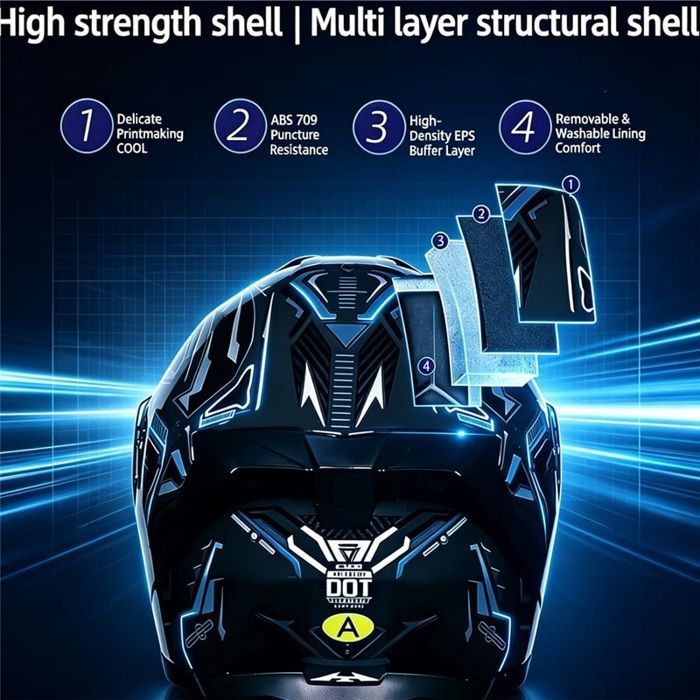 High strength shell | Multi layer structural shell
1
Delicate
Printmaking
COOL
2
ABS 709
Puncture
Resistance
3
High-
Density EPS
Buffer Layer
4
Removable &
Washable Lining
Comfort
1
2
3
4
DOT
A